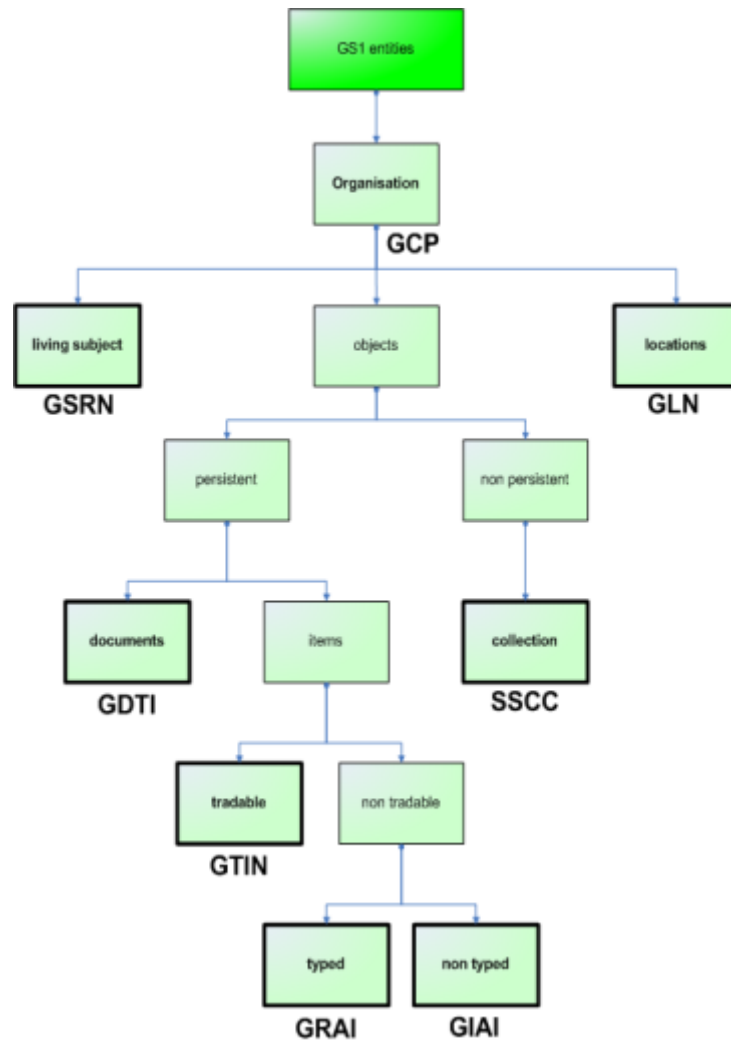 GS1 entities
Organisation
GCP
living subject
objects
locations
GSRN
GLN
persistent
non persistent
documents
items
collection
GDTI
SSCC
tradable
non tradable
GTIN
typed
non typed
GRAI
GIAI